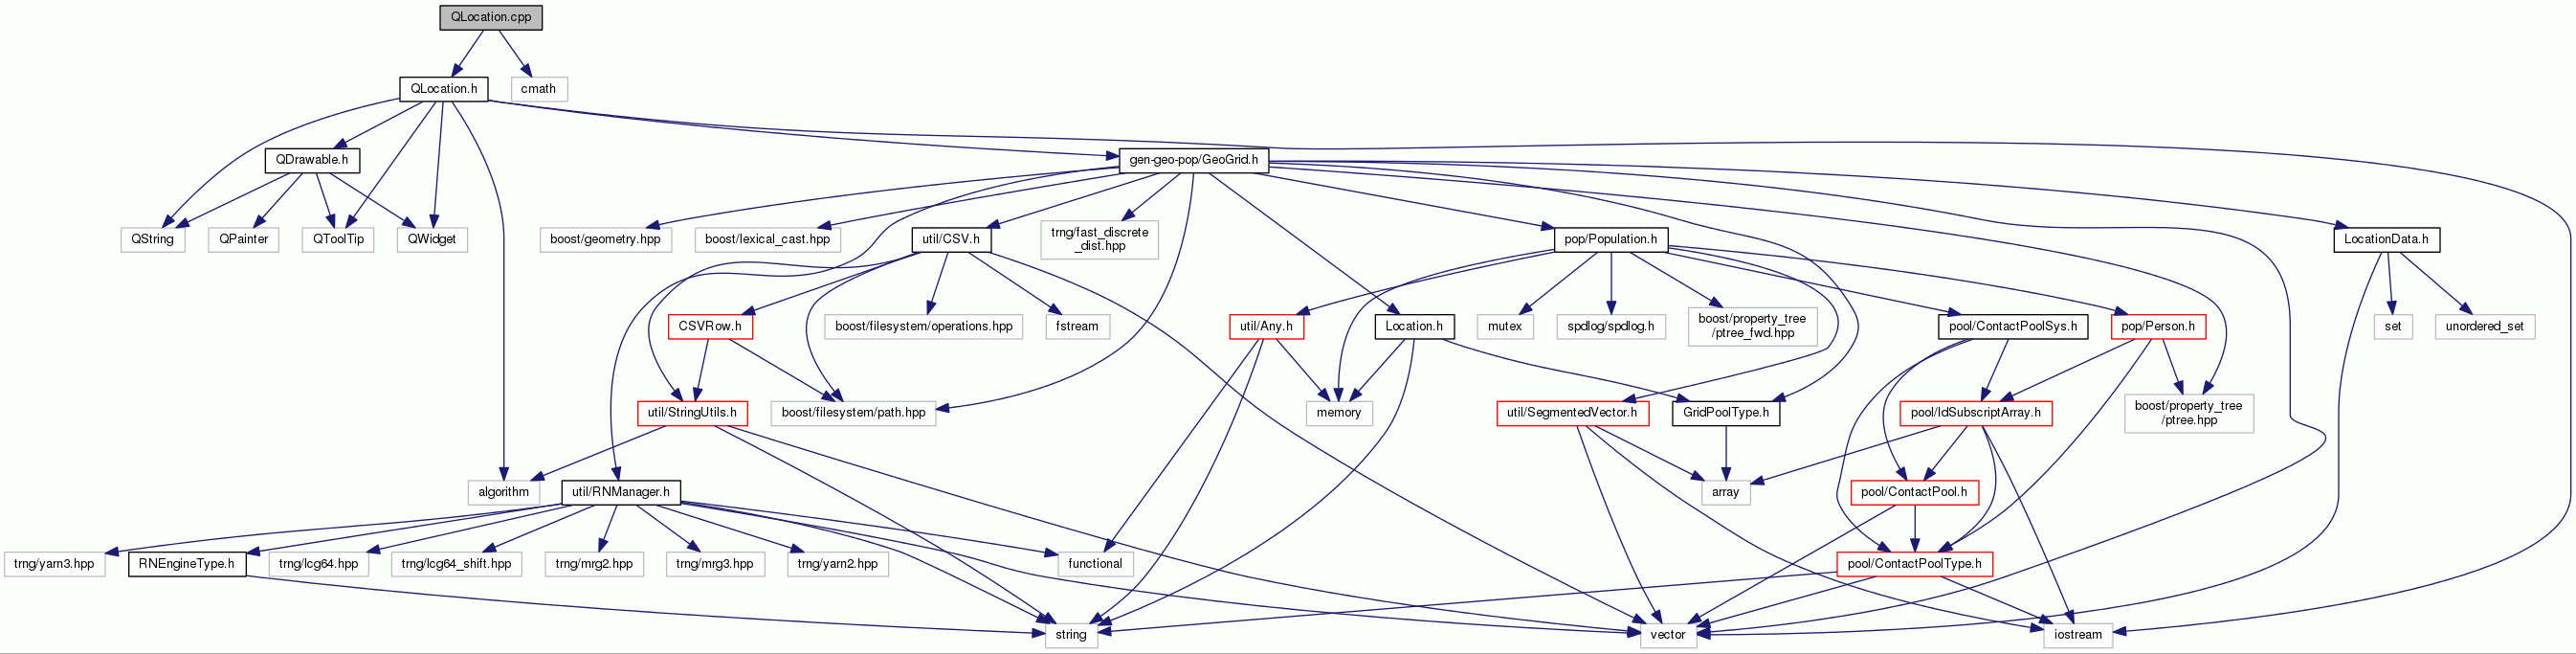 QLocation.cpp
QLocation.h
cmath
QDrawable.h
gen-geo-pop/GeoGrid.h
QString
QPainter
QToolTip
QWidget
boost/geometry.hpp
boost/lexical_cast.hpp
util/CSV.h
trng/fast_discrete
_dist.hpp
pop/Population.h
LocationData.h
CSVRow.h
boost/filesystem/operations.hpp
fstream
util/Any.h
Location.h
mutex
spdlog/spdlog.h
boost/property_tree
/ptree_fwd.hpp
pool/ContactPoolSys.h
pop/Person.h
set
unordered_set
util/StringUtils.h
boost/filesystem/path.hpp
memory
util/SegmentedVector.h
GridPoolType.h
pool/IdSubscriptArray.h
boost/property_tree
/ptree.hpp
algorithm
util/RNManager.h
array
pool/ContactPool.h
trng/yarn3.hpp
RNEngineType.h
trng/lcg64.hpp
trng/lcg64_shift.hpp
trng/mrg2.hpp
trng/mrg3.hpp
trng/yarn2.hpp
functional
pool/ContactPoolType.h
string
vector
iostream